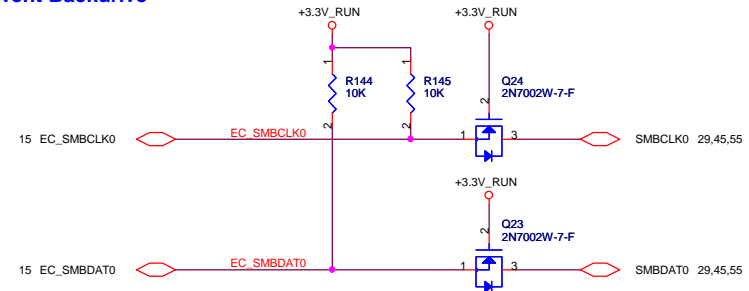 +3.3V_RUN +3.3V_RUN
1 1 R144 R145 Q24
10K 10K 2N7002W-7-F
2 2 2
15 EC_SMBCLK0 EC_SMBCLK0 1 3 SMBCLK0 29,45,55
+3.3V_RUN
Q23
2N7002W-7-F
2
15 EC_SMBDAT0 EC_SMBDAT0 1 3 SMBDAT0 29,45,55